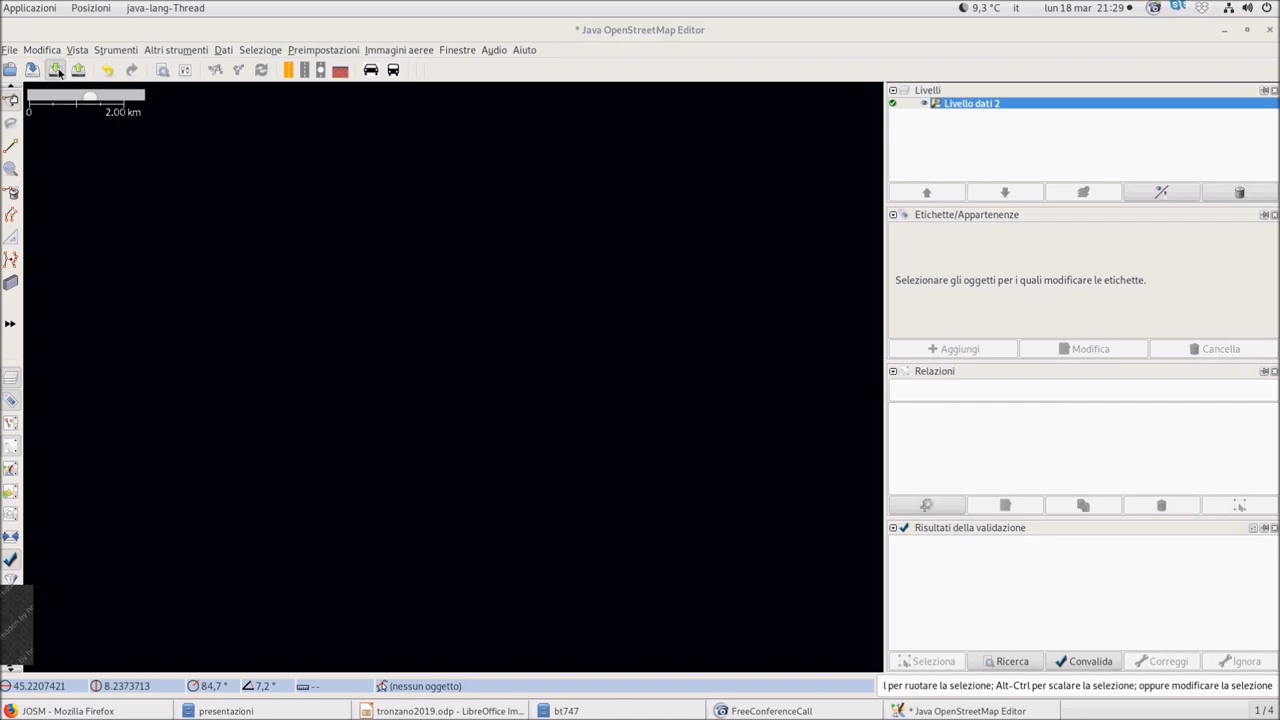 Applicazioni Posizioni java-lang-Thread 9,3 °C it lun 18 mar 21:29
* Java OpenStreetMap Editor
File Modifica Vista Strumenti Altri strumenti Dati Selezione Preimpostazioni Immagini aeree Finestre Audio Aiuto
0 2.00 km
Livelli
Livello dati 2
Etichette/Appartenenze
Selezionare gli oggetti per i quali modificare le etichette.
Aggiungi Modifica Cancella
Relazioni
Risultati della validazione
Seleziona Ricerca Convalida Correggi Ignora
45.2207421 8.2373713 84,7 ° 7,2 ° -- (nessun oggetto) l per ruotare la selezione; Alt-Ctrl per scalare la selezione; oppure modificare la selezione
JOSM - Mozilla Firefox presentazioni tronzano2019.odp - LibreOffice Im... bt747 FreeConferenceCall * Java OpenStreetMap Editor 1 / 4